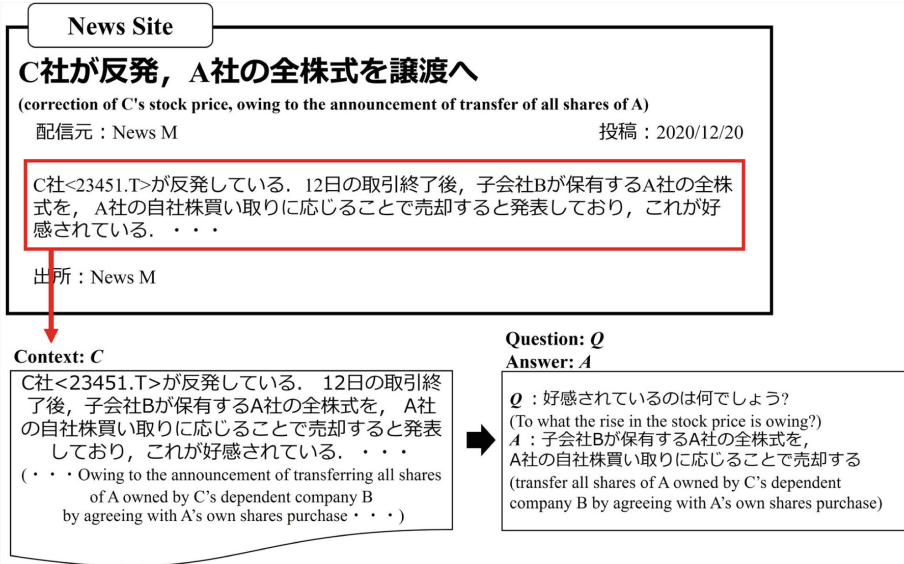 News Site
C社が反発，A社の全株式を譲渡へ
(correction of C's stock price, owing to the announcement of transfer of all shares of A)
配信元：News M
投稿：2020/12/20
C社<23451.T>が反発している．12日の取引終了後，子会社Bが保有するA社の全株
式を， A社の自社株買い取りに応じることで売却すると発表しており，これが好
感されている．・・・
出所：News M
Context: C
C社<23451.T>が反発している． 12日の取引終
了後，子会社Bが保有するA社の全株式を， A社
の自社株買い取りに応じることで売却すると発表
しており，これが好感されている．・・・
(・・・Owing to the announcement of transferring all shares
of A owned by C's dependent company B
by agreeing with A's own shares purchase・・・)
Question: Q
Answer: A
Q ：好感されているのは何でしょう?
(To what the rise in the stock price is owing?)
A ：子会社Bが保有するA社の全株式を，
A社の自社株買い取りに応じることで売却する
(transfer all shares of A owned by C's dependent
company B by agreeing with A's own shares purchase)